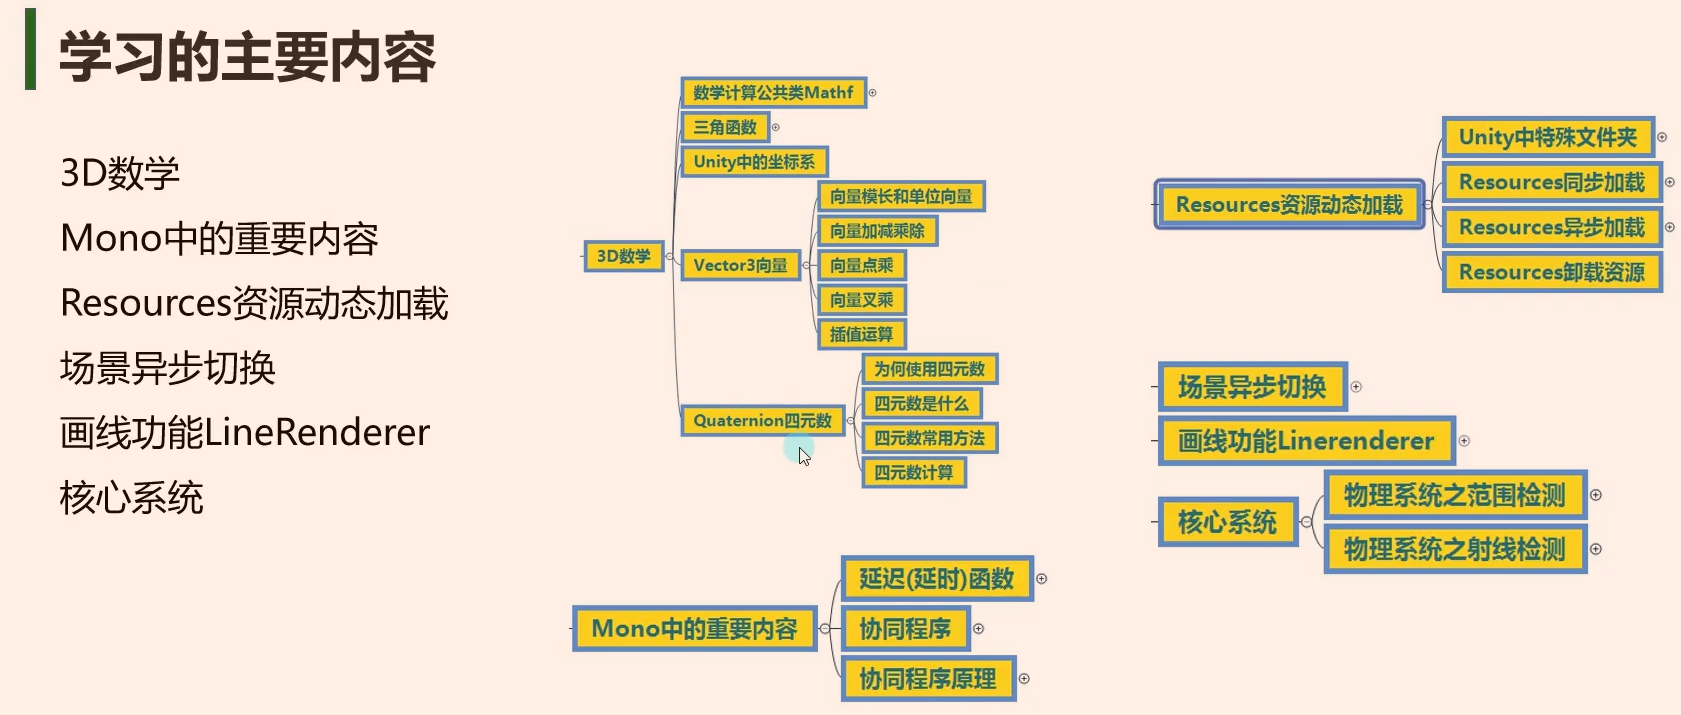 学习的主要内容
3D数学
Mono中的重要内容
Resources资源动态加载
场景异步切换
画线功能LineRenderer
核心系统
3D数学
数学计算公共类Mathf
三角函数
Unity中的坐标系
Vector3向量
向量模长和单位向量
向量加减乘除
向量点乘
向量叉乘
插值运算
Quaternion四元数
为何使用四元数
四元数是什么
四元数常用方法
四元数计算
Mono中的重要内容
延迟(延时)函数
协同程序
协同程序原理
Resources资源动态加载
Unity中特殊文件夹
Resources同步加载
Resources异步加载
Resources卸载资源
场景异步切换
画线功能Linerenderer
核心系统
物理系统之范围检测
物理系统之射线检测